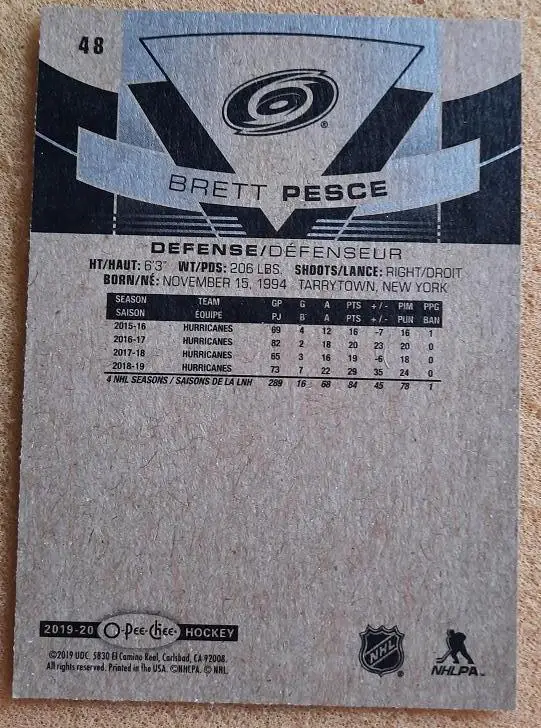 48
®
BRETT PESCE
DEFENSE/DÉFENSEUR
HT/HAUT: 6'3" WT/PDS: 206 LBS. SHOOTS/LANCE: RIGHT/DROIT
BORN/NÉ: NOVEMBER 15, 1994 TARRYTOWN, NEW YORK
SEASON TEAM GP G A PTS +/- PIM PPG
SAISON ÉQUIPE PJ B A PTS +/- PUN BAN
2015-16 HURRICANES 69 4 12 16 -7 16 1
2016-17 HURRICANES 82 2 18 20 23 20 0
2017-18 HURRICANES 65 3 16 19 -6 18 0
2018-19 HURRICANES 73 7 22 29 35 24 0
4 NHL SEASONS / SAISONS DE LA LNH 289 16 68 84 45 78 1
2019-20 O-Pee-Chee® HOCKEY
©2019 UDC. 5830 El Camino Real, Carlsbad, CA 92008.
All rights reserved. Printed in the USA. ©NHLPA. © NHL.
NHL
NHLPA